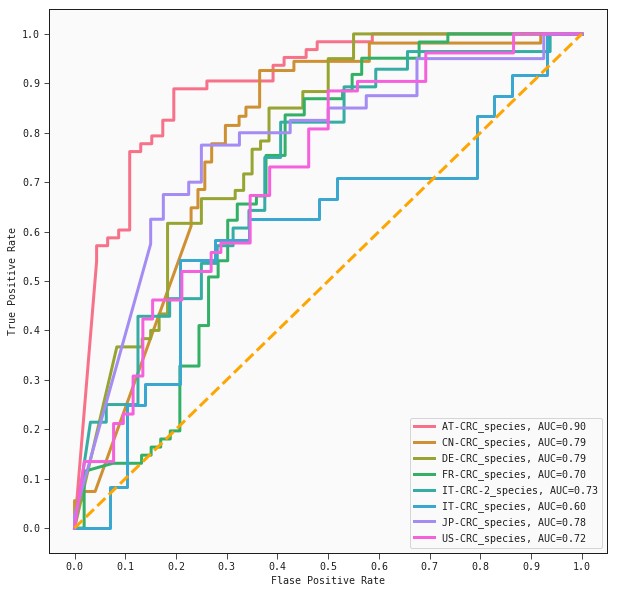 1.0
0.9
0.8
0.7
0.6
0.5
0.4
0.3
0.2
0.1
0.0
True Positive Rate
AT-CRC_species, AUC=0.90
CN-CRC_species, AUC=0.79
DE-CRC_species, AUC=0.79
FR-CRC_species, AUC=0.70
IT-CRC-2_species, AUC=0.73
IT-CRC_species, AUC=0.60
JP-CRC_species, AUC=0.78
US-CRC_species, AUC=0.72
0.0 0.1 0.2 0.3 0.4 0.5 0.6 0.7 0.8 0.9 1.0
Flase Positive Rate